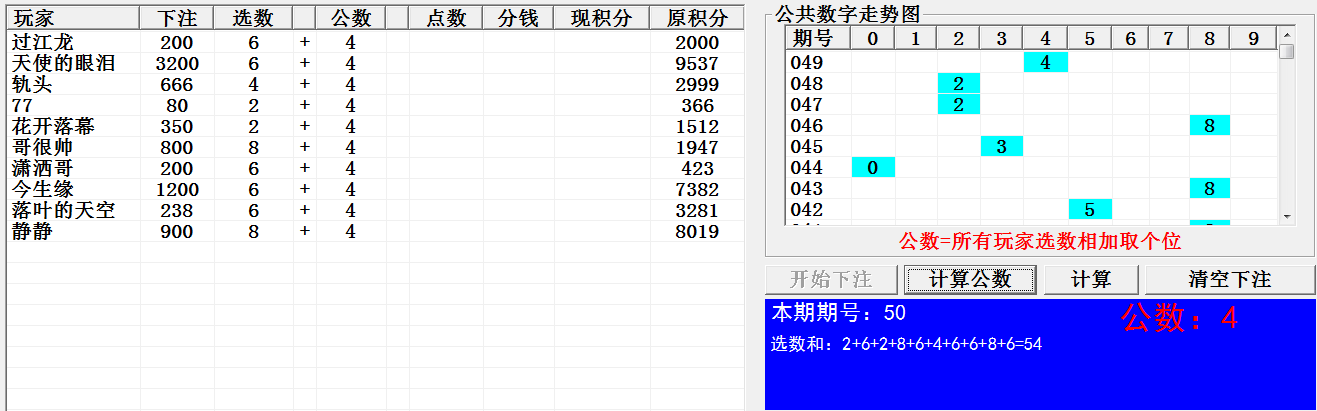 玩家 下注 选数 公数 点数 分钱 现积分 原积分
过江龙 200 6 + 4 2000
天使的眼泪 3200 6 + 4 9537
轨头 666 4 + 4 2999
77 80 2 + 4 366
花开落幕 350 2 + 4 1512
哥很帅 800 8 + 4 1947
潇洒哥 200 6 + 4 423
今生缘 1200 6 + 4 7382
落叶的天空 238 6 + 4 3281
静静 900 8 + 4 8019
公共数字走势图
期号 0 1 2 3 4 5 6 7 8 9
049 4
048 2
047 2
046 8
045 3
044 0
043 8
042 5
公数=所有玩家选数相加取个位
开始下注 计算公数 计算 清空下注
本期期号：50 公数：4
选数和：2+6+2+8+6+4+6+6+8+6=54